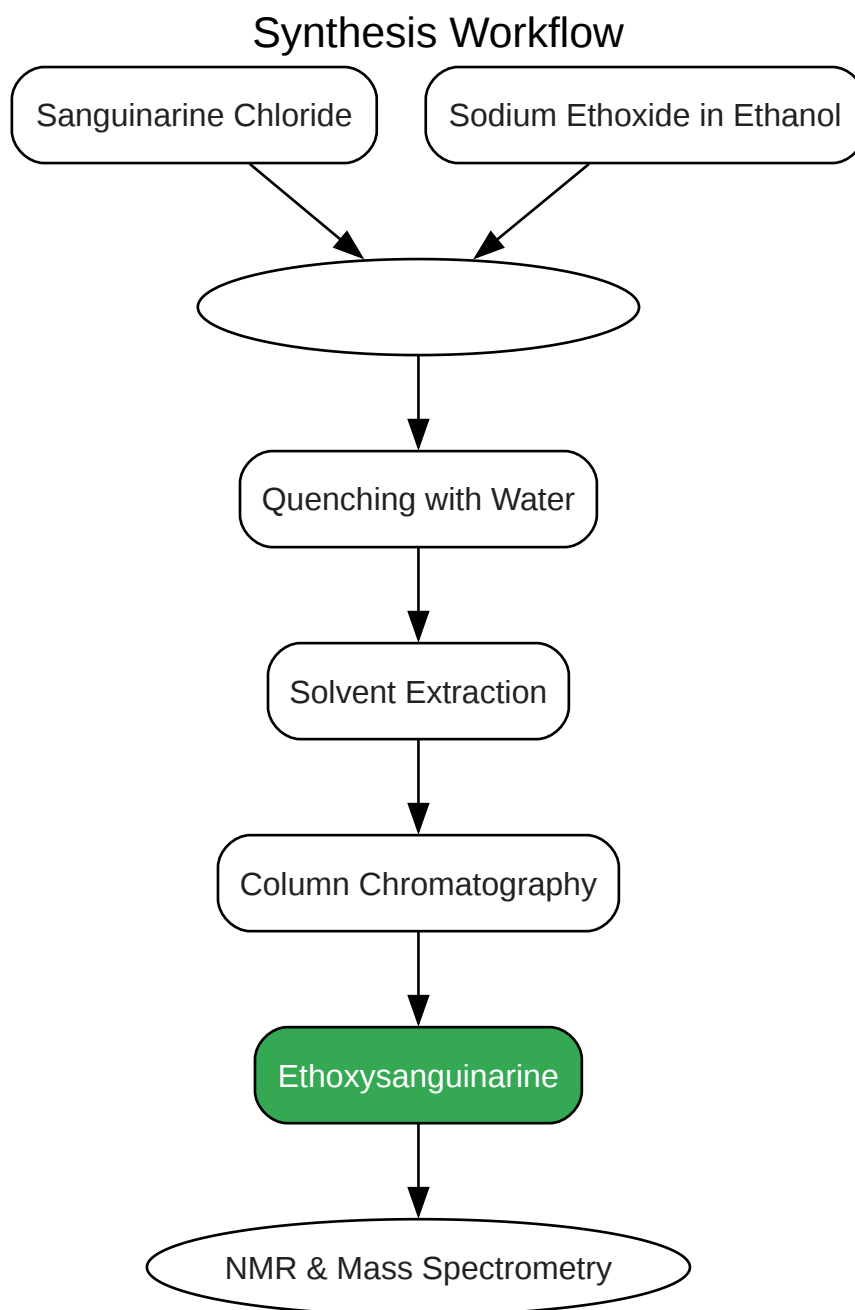 Synthesis Workflow
Sanguinarine Chloride
Sodium Ethoxide in Ethanol
Quenching with Water
Solvent Extraction
Column Chromatography
Ethoxysanguinarine
NMR & Mass Spectrometry